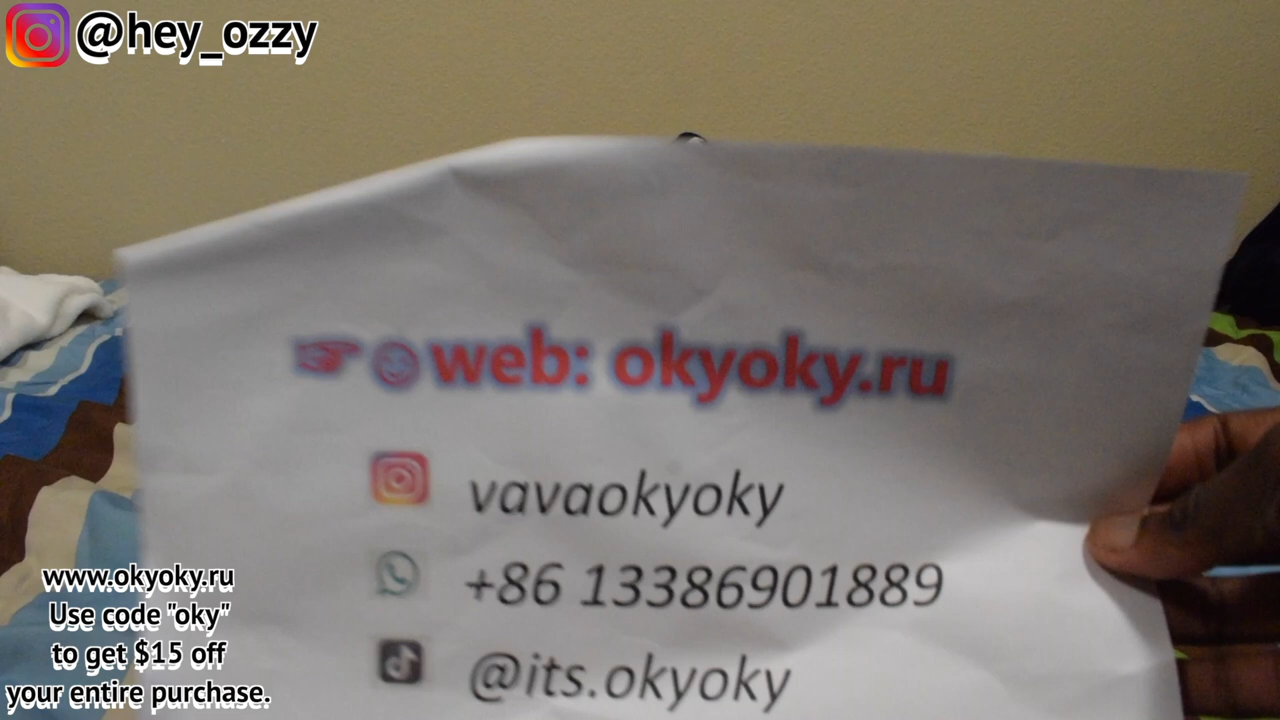 @hey_ozzy
☞☺web: okyoky.ru
vavaokyoky
+86 13386901889
@its.okyoky
www.okyoky.ru
Use code "oky"
to get $15 off
your entire purchase.